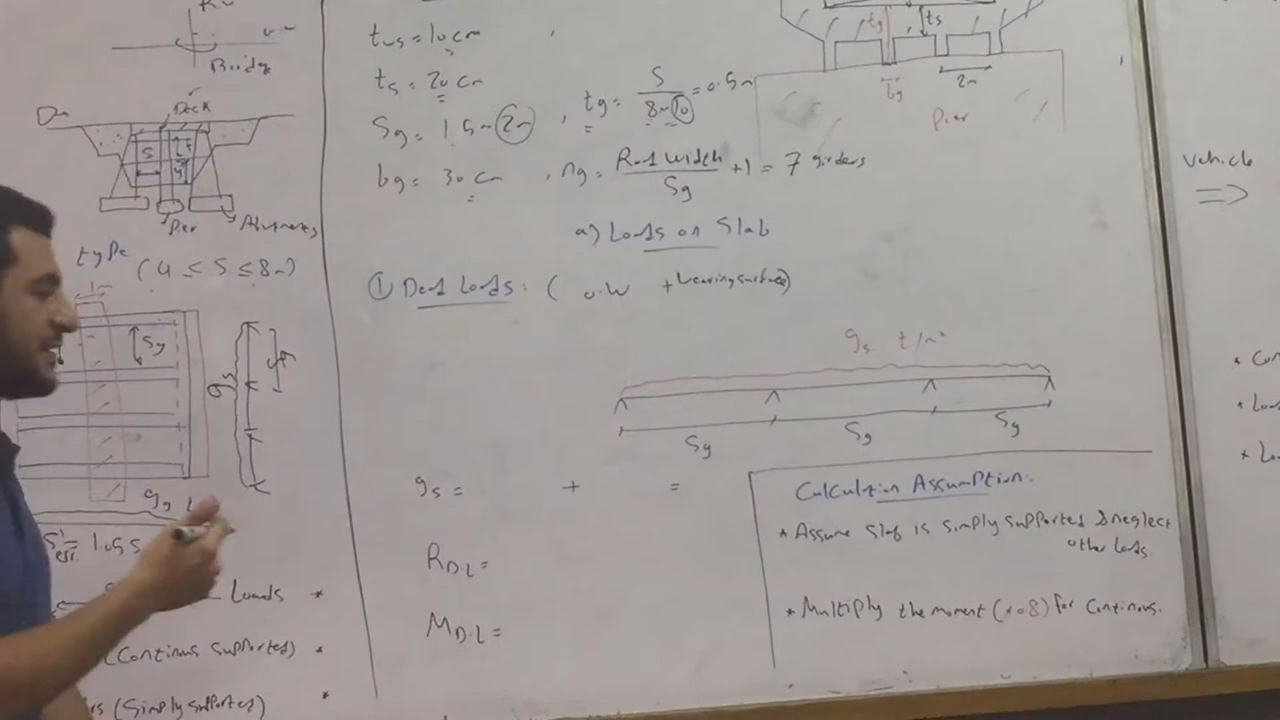 Bridge
Deck
S
Pier
Abutments
type (4 ≤ S ≤ 8m)
Sg
Loads *
(Continus supported) *
(Simply supported) *
tws = 10 cm
ts = 20 cm
Sg = 1.5 m 2m
bg = 30 cm
, tg = S / 8 ~ 10 = 0.5m
, ng = Road width / Sg + 1 = 7 girders
tg
ts
bg
2m
Pier
a) Loads on Slab
① Dead Loads: ( o.w + wearing surface)
gs t/m²
Sg
Sg
Sg
gs = + =
RD.L =
MD.L =
Calculation Assumption:
* Assume slab is simply supported & neglect
other loads.
* Multiply the moment (*0.8) for Continous.
Vehicle
⇒